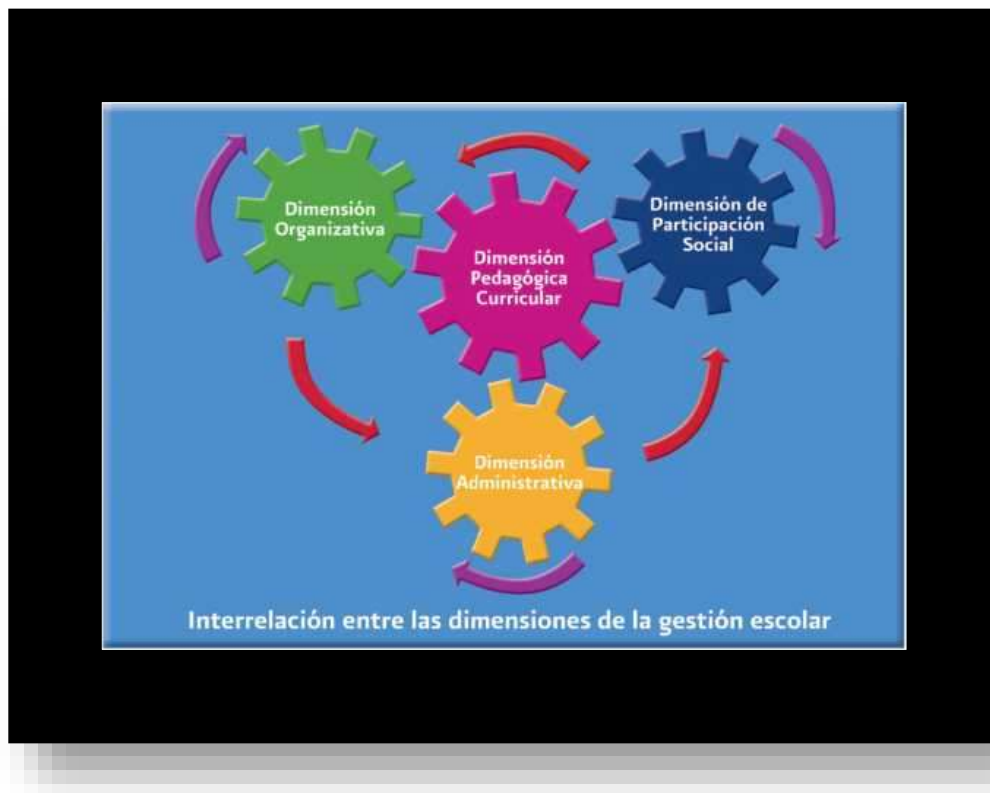 Dimensión
Organizativa
Dimensión
Pedagógica
Curricular
Dimensión de
Participación
Social
Dimensión
Administrativa
Interrelación entre las dimensiones de la gestión escolar